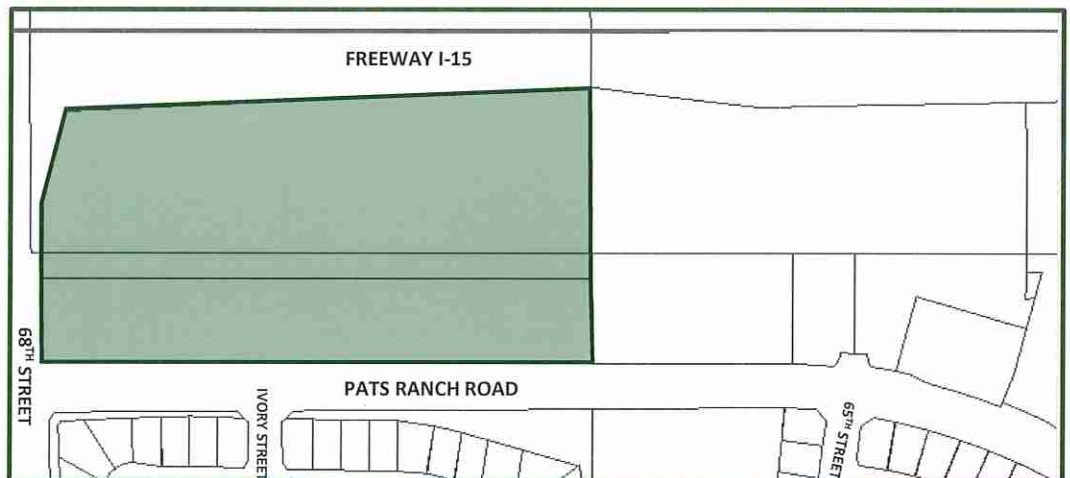 FREEWAY I-15
68TH STREET
PATS RANCH ROAD
IVORY STREET
65TH STREET